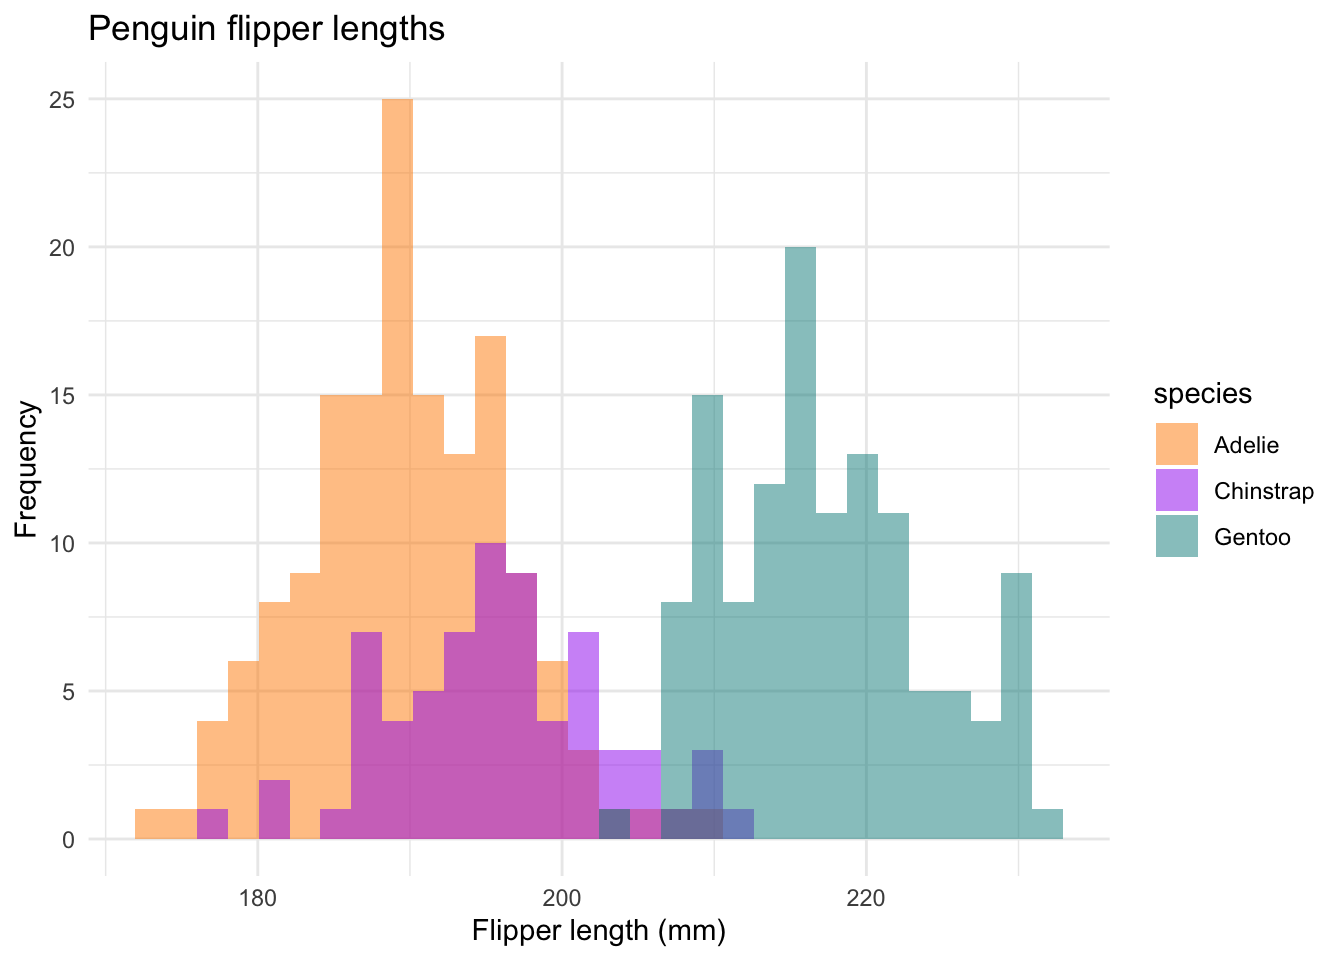 Penguin flipper lengths
25
20
15
10
5
0
Frequency
180 200 220
Flipper length (mm)
species
Adelie
Chinstrap
Gentoo